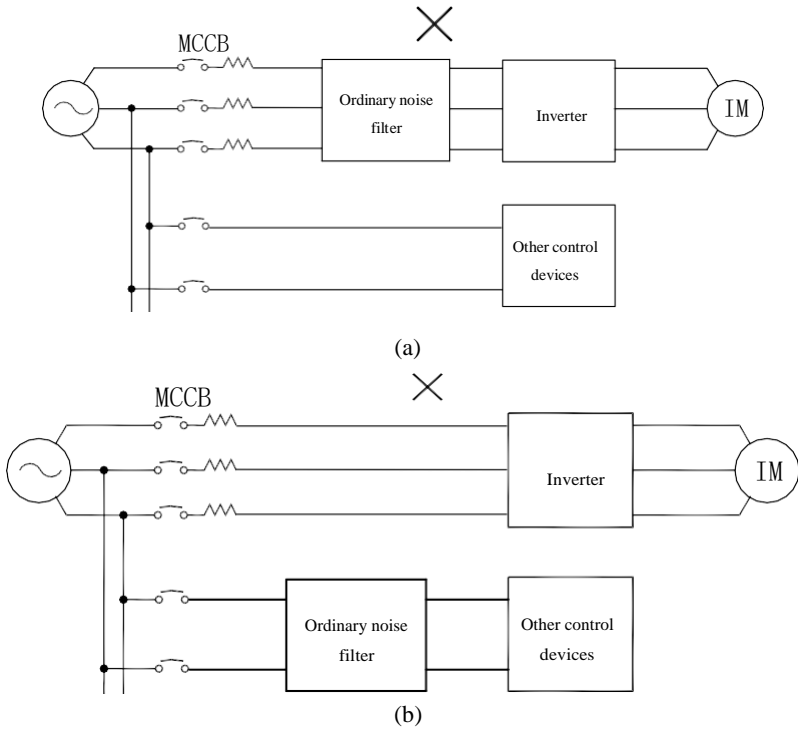 MCCB
Ordinary noise
filter
Inverter
IM
Other control
devices
(a)
MCCB
Inverter
IM
Ordinary noise
filter
Other control
devices
(b)